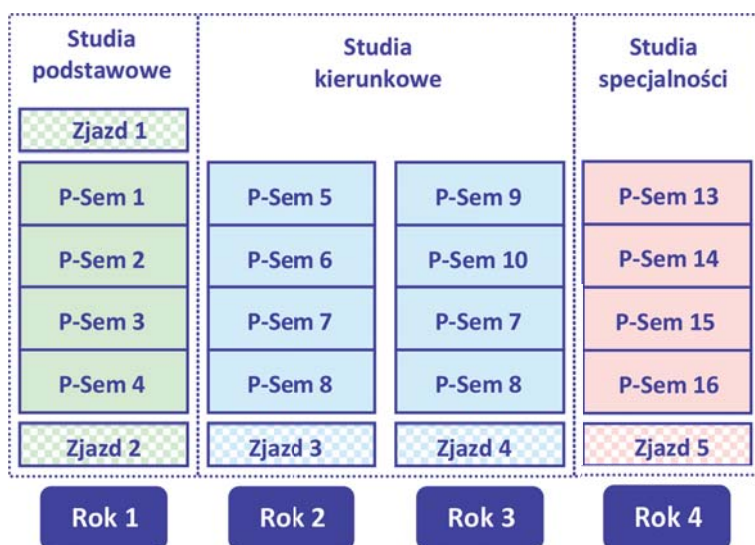 Studia
podstawowe
Studia
kierunkowe
Studia
specjalności
Zjazd 1
P-Sem 1
P-Sem 2
P-Sem 3
P-Sem 4
Zjazd 2
P-Sem 5
P-Sem 6
P-Sem 7
P-Sem 8
Zjazd 3
P-Sem 9
P-Sem 10
P-Sem 7
P-Sem 8
Zjazd 4
P-Sem 13
P-Sem 14
P-Sem 15
P-Sem 16
Zjazd 5
Rok 1
Rok 2
Rok 3
Rok 4